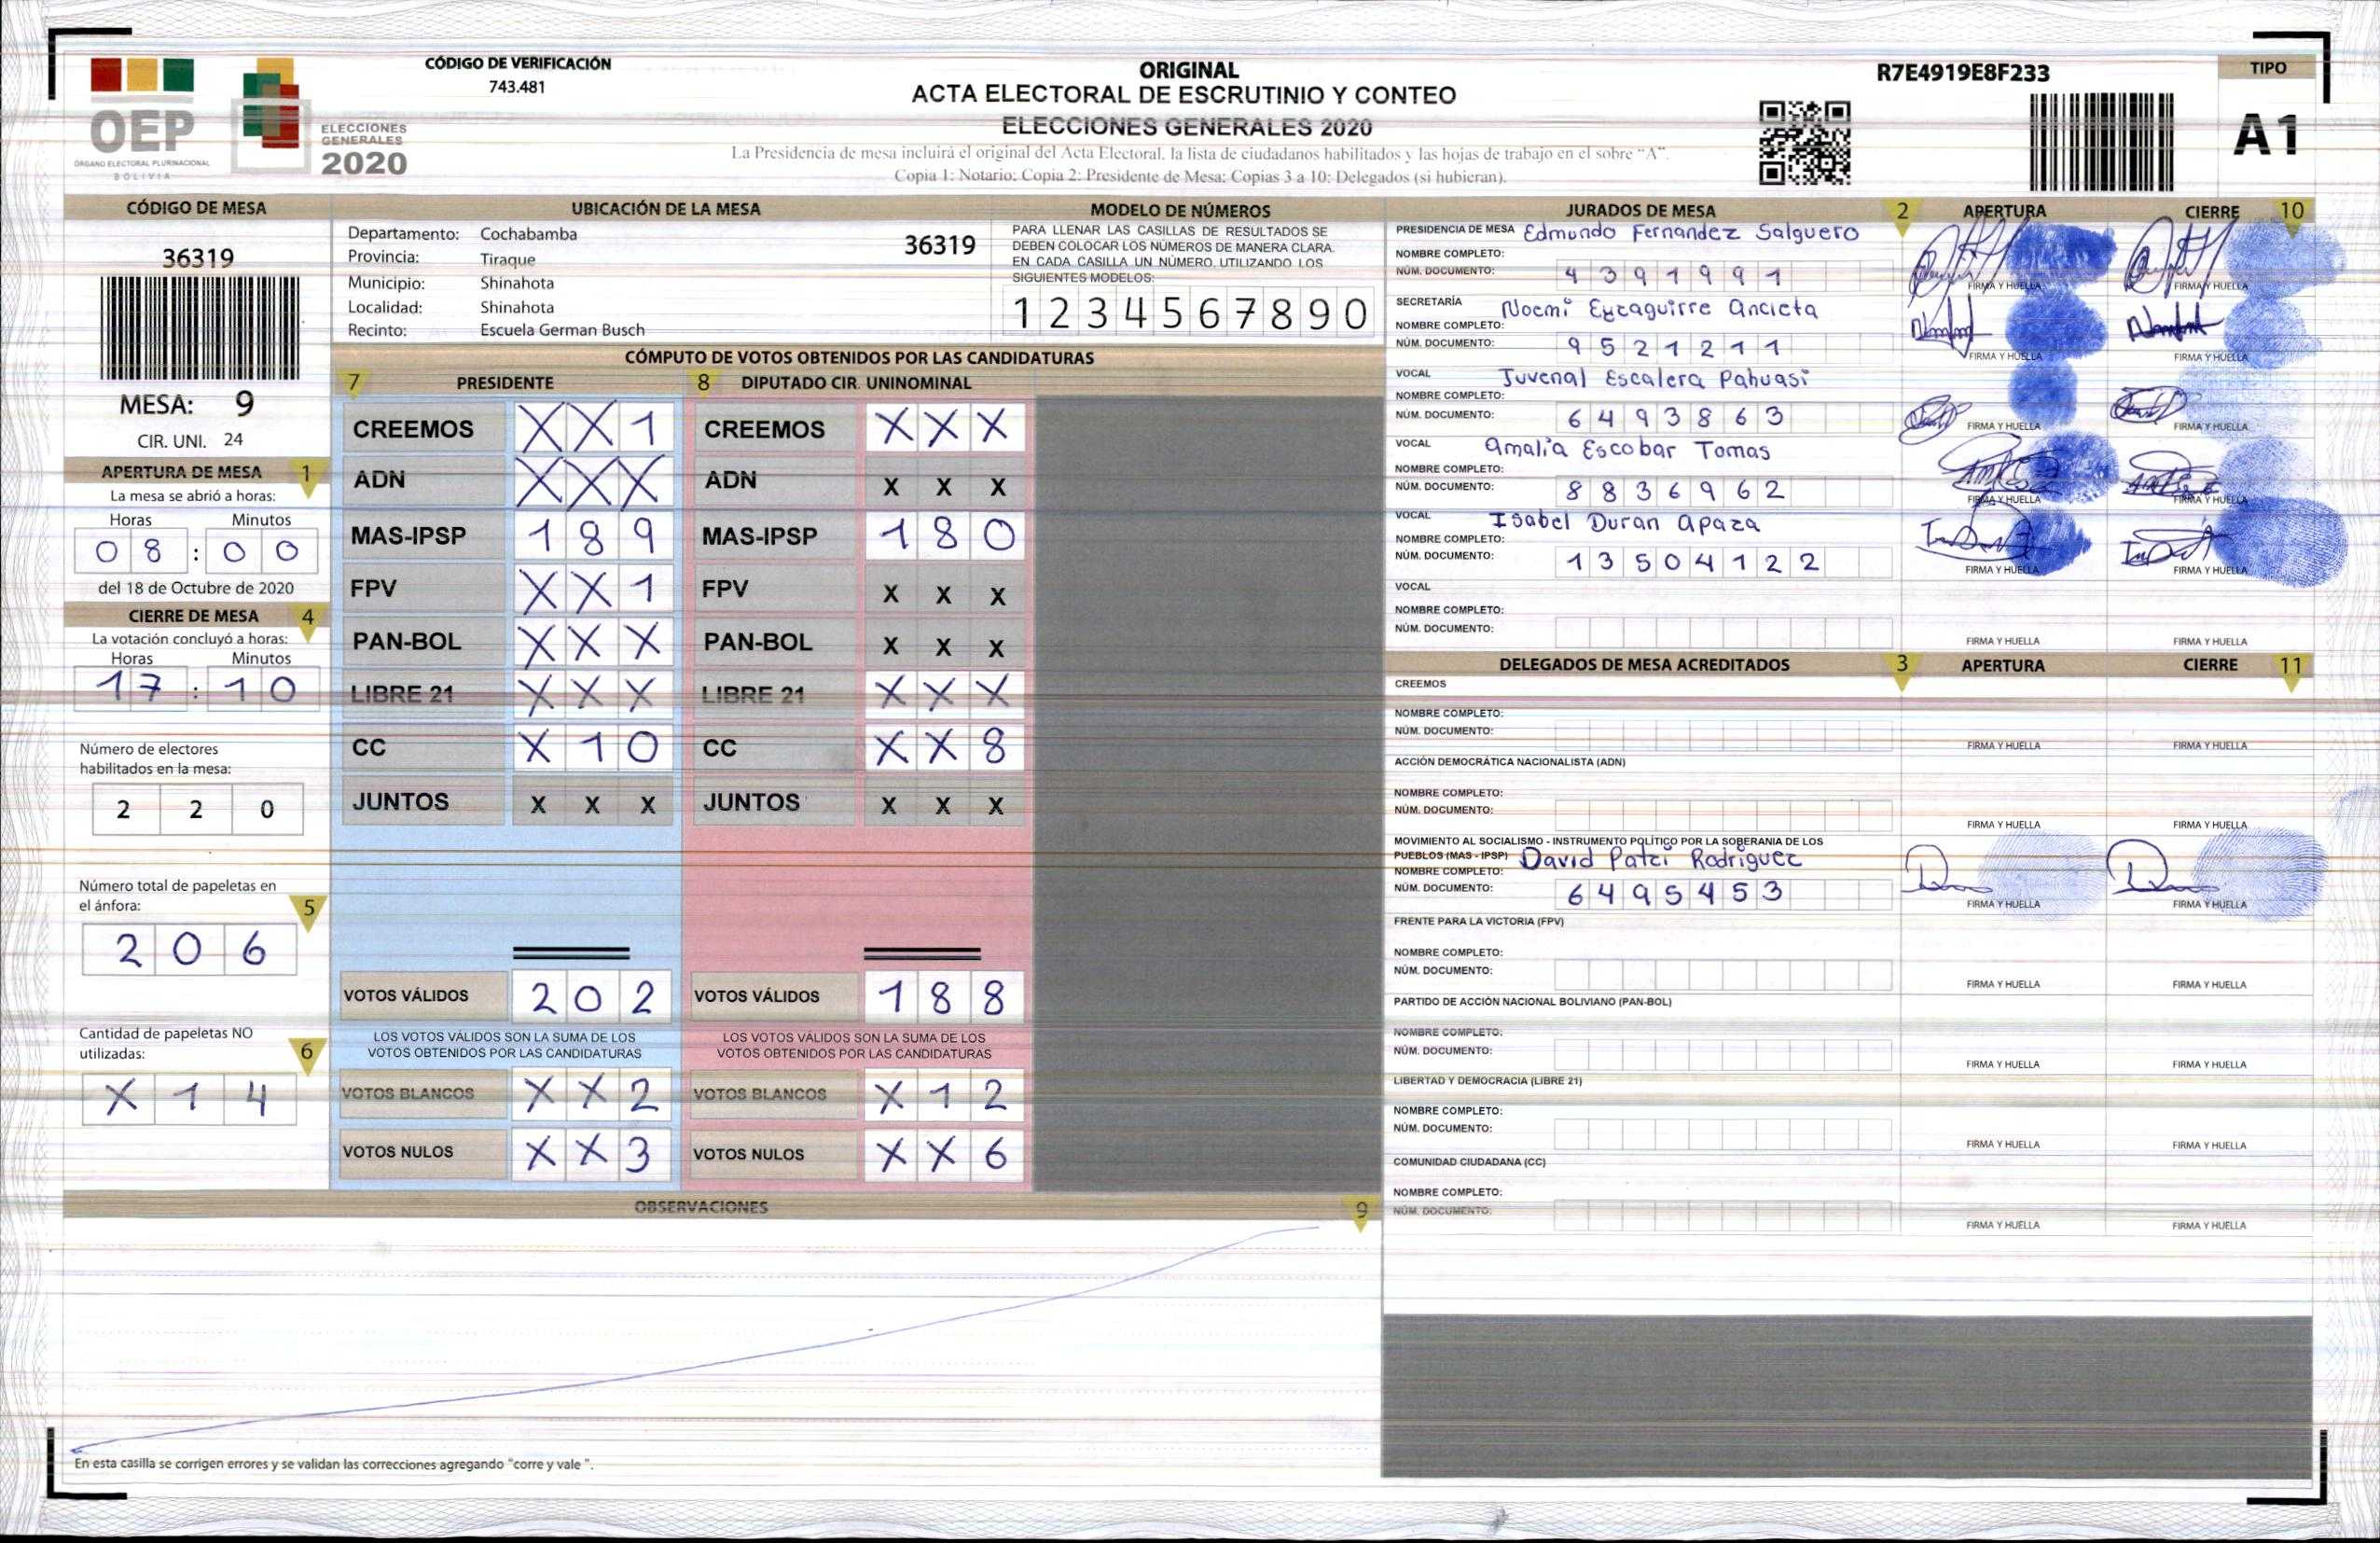 CÓDIGO DE VERIFICACIÓN
743.481
ORIGINAL
ACTA ELECTORAL DE ESCRUTINIO Y CONTEO
ELECCIONES GENERALES 2020
La Presidencia de mesa incluirá el original del Acta Electoral, la lista de ciudadanos habilitados y las hojas de trabajo en el sobre "A".
Copia 1: Notario; Copia 2: Presidente de Mesa; Copias 3 a 10: Delegados (si hubieran).
R7E4919E8F233
TIPO
A1
OEP
ÓRGANO ELECTORAL PLURINACIONAL
BOLIVIA
ELECCIONES
GENERALES
2020
CÓDIGO DE MESA
36319
MESA: 9
CIR. UNI. 24
APERTURA DE MESA 1
La mesa se abrió a horas:
Horas Minutos
0 8 : 0 0
del 18 de Octubre de 2020
CIERRE DE MESA 4
La votación concluyó a horas:
Horas Minutos
1 7 : 1 0
Número de electores
habilitados en la mesa:
2 2 0
Número total de papeletas en
el ánfora: 5
2 0 6
Cantidad de papeletas NO
utilizadas: 6
X 1 4
UBICACIÓN DE LA MESA
Departamento: Cochabamba 36319
Provincia: Tiraque
Municipio: Shinahota
Localidad: Shinahota
Recinto: Escuela German Busch
MODELO DE NÚMEROS
PARA LLENAR LAS CASILLAS DE RESULTADOS SE
DEBEN COLOCAR LOS NÚMEROS DE MANERA CLARA.
EN CADA CASILLA UN NÚMERO, UTILIZANDO LOS
SIGUIENTES MODELOS:
1 2 3 4 5 6 7 8 9 0
CÓMPUTO DE VOTOS OBTENIDOS POR LAS CANDIDATURAS
7 PRESIDENTE
CREEMOS X X 1
ADN X X X
MAS-IPSP 1 8 9
FPV X X 1
PAN-BOL X X X
LIBRE 21 X X X
CC X 1 0
JUNTOS X X X
VOTOS VÁLIDOS 2 0 2
LOS VOTOS VÁLIDOS SON LA SUMA DE LOS
VOTOS OBTENIDOS POR LAS CANDIDATURAS
VOTOS BLANCOS X X 2
VOTOS NULOS X X 3
8 DIPUTADO CIR. UNINOMINAL
CREEMOS X X X
ADN X X X
MAS-IPSP 1 8 0
FPV X X X
PAN-BOL X X X
LIBRE 21 X X X
CC X X 8
JUNTOS X X X
VOTOS VÁLIDOS 1 8 8
LOS VOTOS VÁLIDOS SON LA SUMA DE LOS
VOTOS OBTENIDOS POR LAS CANDIDATURAS
VOTOS BLANCOS X 1 2
VOTOS NULOS X X 6
OBSERVACIONES 9
En esta casilla se corrigen errores y se validan las correcciones agregando "corre y vale ".
JURADOS DE MESA 2 APERTURA CIERRE 10
PRESIDENCIA DE MESA Edmundo Fernandez Salguero
NOMBRE COMPLETO:
NÚM. DOCUMENTO: 4 3 9 1 9 9 1
FIRMA Y HUELLA FIRMA Y HUELLA
SECRETARÍA Noemi Eyzaguirre Ancieta
NOMBRE COMPLETO:
NÚM. DOCUMENTO: 9 5 2 1 2 1 1
FIRMA Y HUELLA FIRMA Y HUELLA
VOCAL Juvenal Escalera Pahuasi
NOMBRE COMPLETO:
NÚM. DOCUMENTO: 6 4 9 3 8 6 3
FIRMA Y HUELLA FIRMA Y HUELLA
VOCAL Amalia Escobar Tomas
NOMBRE COMPLETO:
NÚM. DOCUMENTO: 8 8 3 6 9 6 2
FIRMA Y HUELLA FIRMA Y HUELLA
VOCAL Isabel Duran Apaza
NOMBRE COMPLETO:
NÚM. DOCUMENTO: 1 3 5 0 4 1 2 2
FIRMA Y HUELLA FIRMA Y HUELLA
VOCAL
NOMBRE COMPLETO:
NÚM. DOCUMENTO:
FIRMA Y HUELLA FIRMA Y HUELLA
DELEGADOS DE MESA ACREDITADOS 3 APERTURA CIERRE 11
CREEMOS
NOMBRE COMPLETO:
NÚM. DOCUMENTO:
FIRMA Y HUELLA FIRMA Y HUELLA
ACCIÓN DEMOCRÁTICA NACIONALISTA (ADN)
NOMBRE COMPLETO:
NÚM. DOCUMENTO:
FIRMA Y HUELLA FIRMA Y HUELLA
MOVIMIENTO AL SOCIALISMO - INSTRUMENTO POLÍTICO POR LA SOBERANIA DE LOS
PUEBLOS (MAS - IPSP) David Patzi Rodriguez
NOMBRE COMPLETO:
NÚM. DOCUMENTO: 6 4 9 5 4 5 3
FIRMA Y HUELLA FIRMA Y HUELLA
FRENTE PARA LA VICTORIA (FPV)
NOMBRE COMPLETO:
NÚM. DOCUMENTO:
FIRMA Y HUELLA FIRMA Y HUELLA
PARTIDO DE ACCIÓN NACIONAL BOLIVIANO (PAN-BOL)
NOMBRE COMPLETO:
NÚM. DOCUMENTO:
FIRMA Y HUELLA FIRMA Y HUELLA
LIBERTAD Y DEMOCRACIA (LIBRE 21)
NOMBRE COMPLETO:
NÚM. DOCUMENTO:
FIRMA Y HUELLA FIRMA Y HUELLA
COMUNIDAD CIUDADANA (CC)
NOMBRE COMPLETO:
NÚM. DOCUMENTO:
FIRMA Y HUELLA FIRMA Y HUELLA